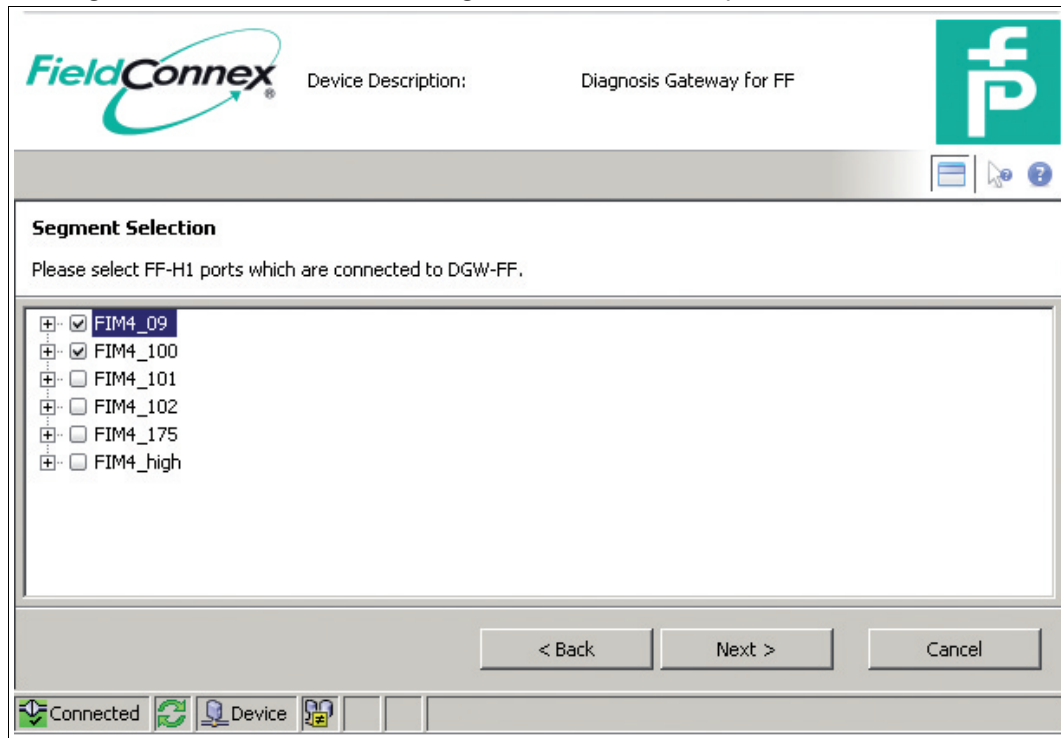 FieldConnex®
Device Description: Diagnosis Gateway for FF
Segment Selection
Please select FF-H1 ports which are connected to DGW-FF.
FIM4_09
FIM4_100
FIM4_101
FIM4_102
FIM4_175
FIM4_high
< Back Next > Cancel
Connected Device